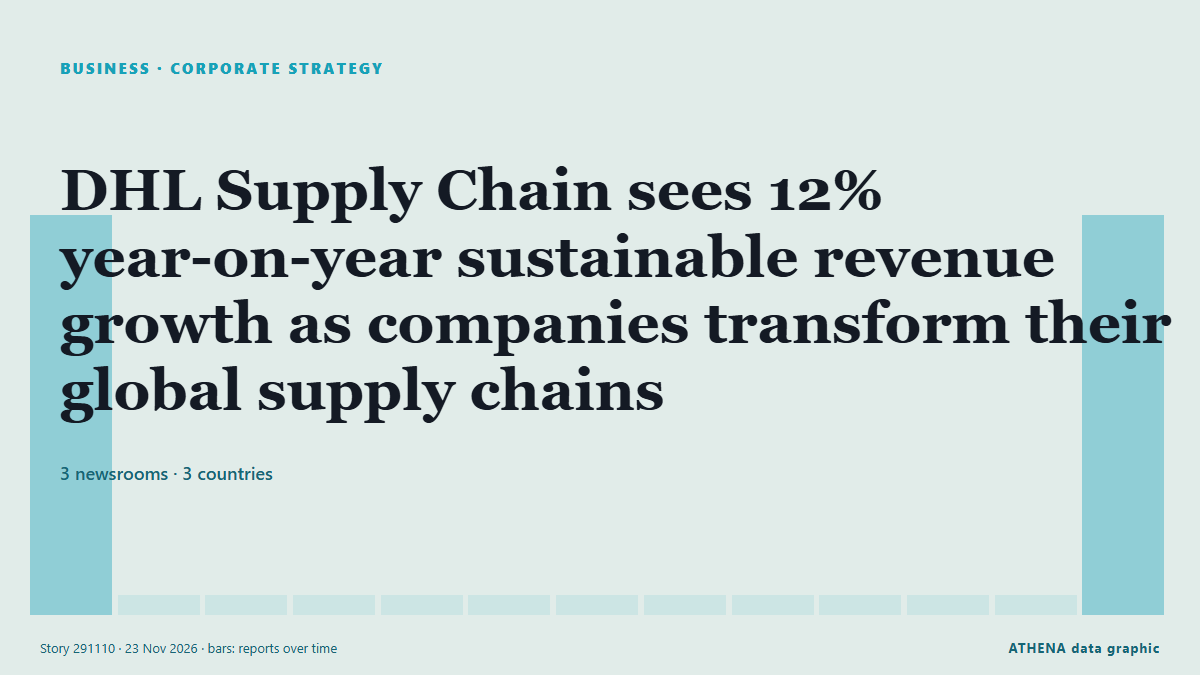 BUSINESS · CORPORATE STRATEGY
DHL Supply Chain sees 12%
year-on-year sustainable revenue
growth as companies transform their
global supply chains
3 newsrooms · 3 countries
Story 291110 · 23 Nov 2026 · bars: reports over time
ATHENA data graphic